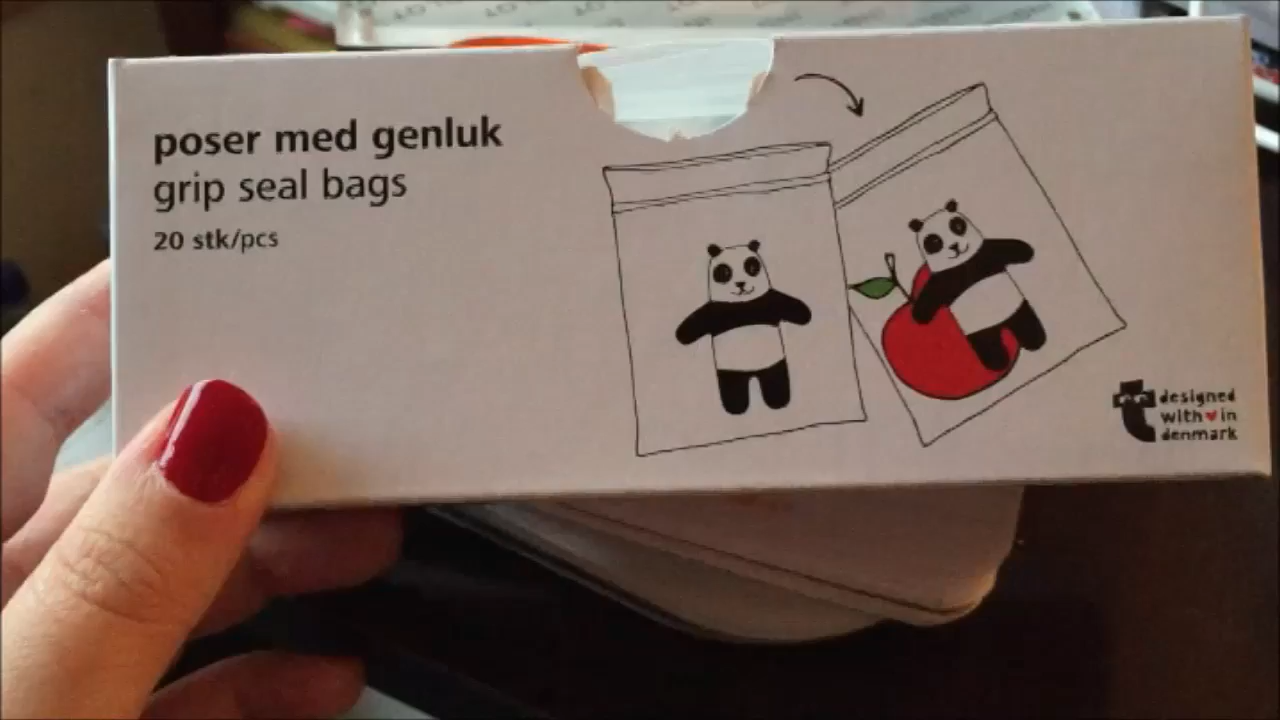 poser med genluk
grip seal bags
20 stk/pcs
designed
with♥in
denmark